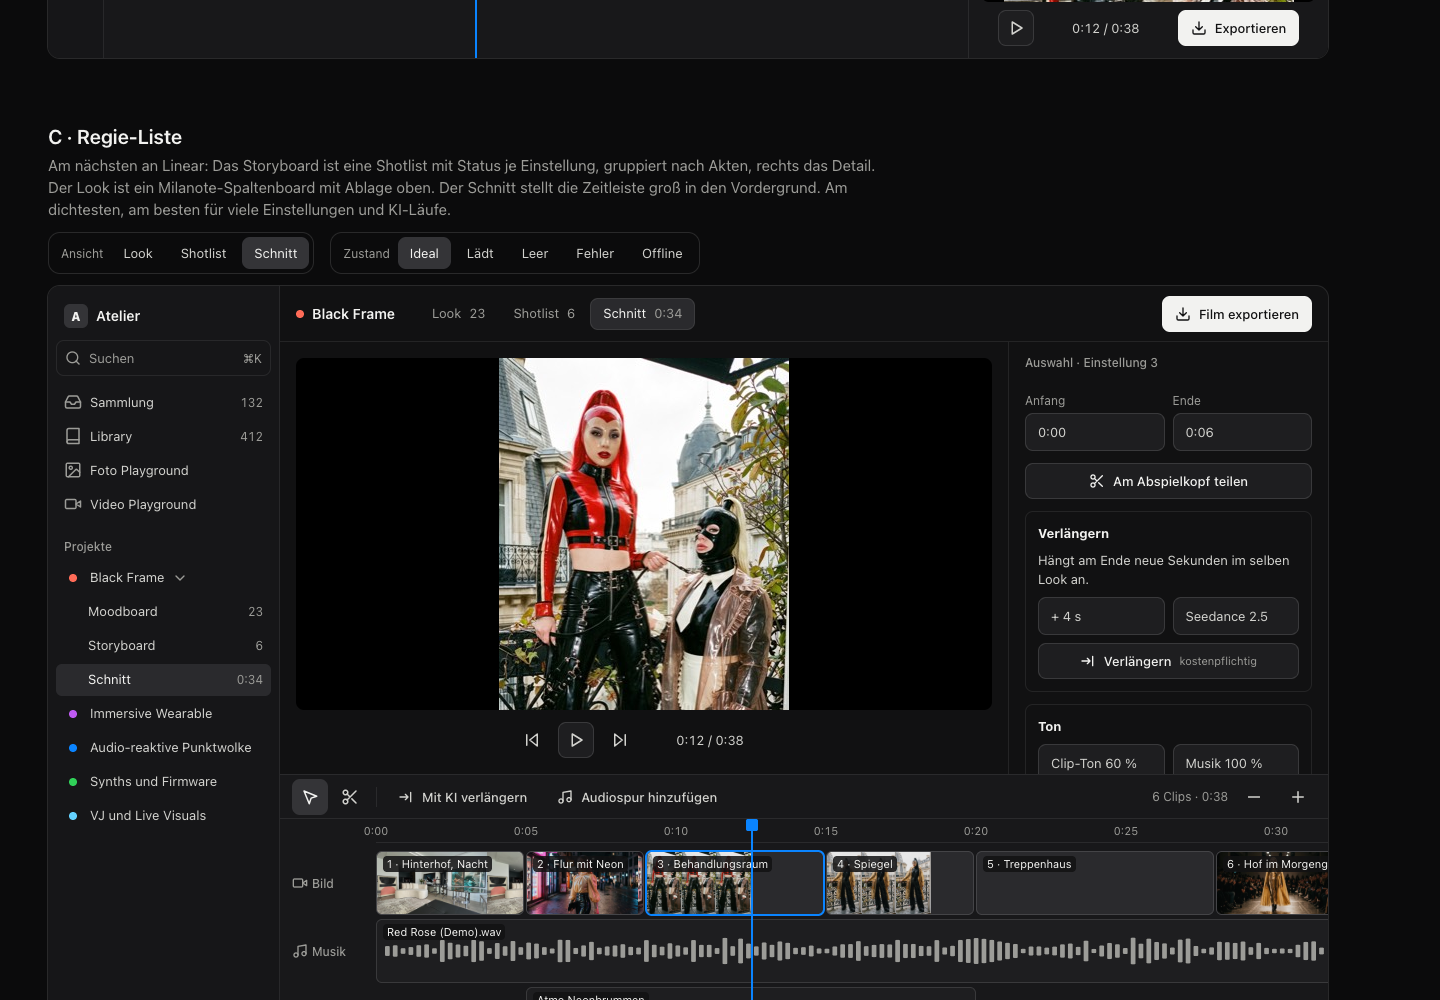 0:12 / 0:38
Exportieren
C · Regie-Liste
Am nächsten an Linear: Das Storyboard ist eine Shotlist mit Status je Einstellung, gruppiert nach Akten, rechts das Detail.
Der Look ist ein Milanote-Spaltenboard mit Ablage oben. Der Schnitt stellt die Zeitleiste groß in den Vordergrund. Am
dichtesten, am besten für viele Einstellungen und KI-Läufe.
Ansicht Look Shotlist Schnitt
Zustand Ideal Lädt Leer Fehler Offline
A Atelier
Suchen ⌘K
Sammlung 132
Library 412
Foto Playground
Video Playground
Projekte
Black Frame
Moodboard 23
Storyboard 6
Schnitt 0:34
Immersive Wearable
Audio-reaktive Punktwolke
Synths und Firmware
VJ und Live Visuals
Black Frame Look 23 Shotlist 6 Schnitt 0:34
Film exportieren
0:12 / 0:38
Auswahl · Einstellung 3
Anfang Ende
0:00 0:06
Am Abspielkopf teilen
Verlängern
Hängt am Ende neue Sekunden im selben
Look an.
+ 4 s Seedance 2.5
Verlängern kostenpflichtig
Ton
Clip-Ton 60 % Musik 100 %
Mit KI verlängern Audiospur hinzufügen
6 Clips · 0:38
0:00 0:05 0:10 0:15 0:20 0:25 0:30
Bild
1 · Hinterhof, Nacht
2 · Flur mit Neon
3 · Behandlungsraum
4 · Spiegel
5 · Treppenhaus
6 · Hof im Morgeng
Musik
Red Rose (Demo).wav
Atmo Neonbrummen